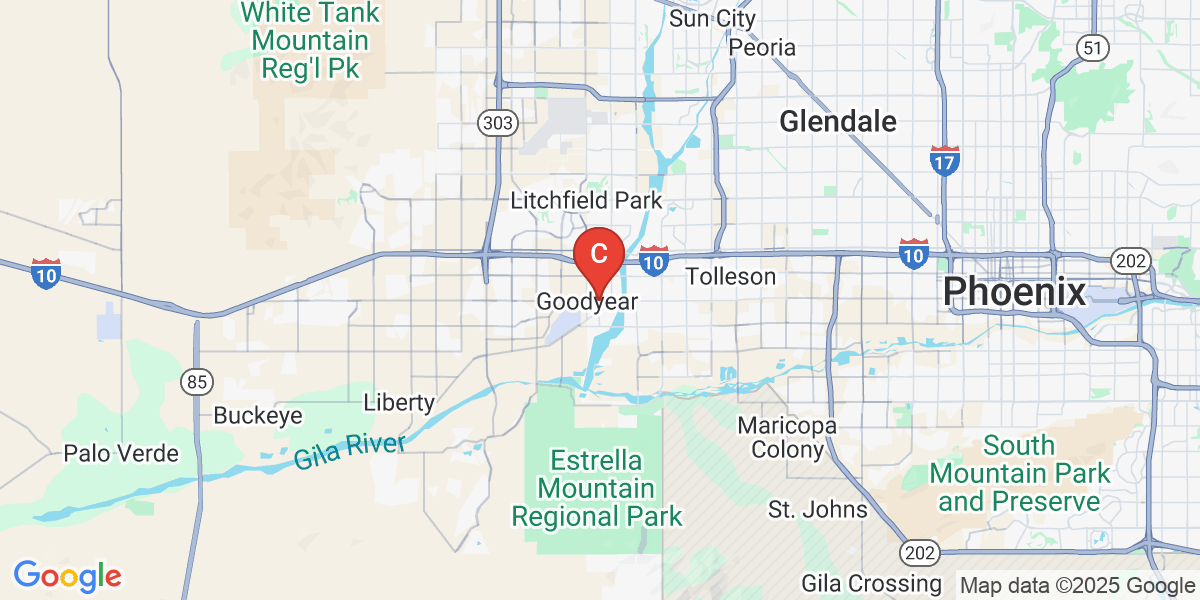 White Tank
Mountain
Reg'l Pk
Sun City
Peoria
51
303
Glendale
17
Litchfield Park
C
10
10
10
202
Tolleson
Goodyear
Phoenix
85
Liberty
Buckeye
Palo Verde
Gila River
Maricopa
Colony
Estrella
Mountain
Regional Park
South
Mountain Park
and Preserve
St. Johns
202
Gila Crossing
Google
Map data ©2025 Google